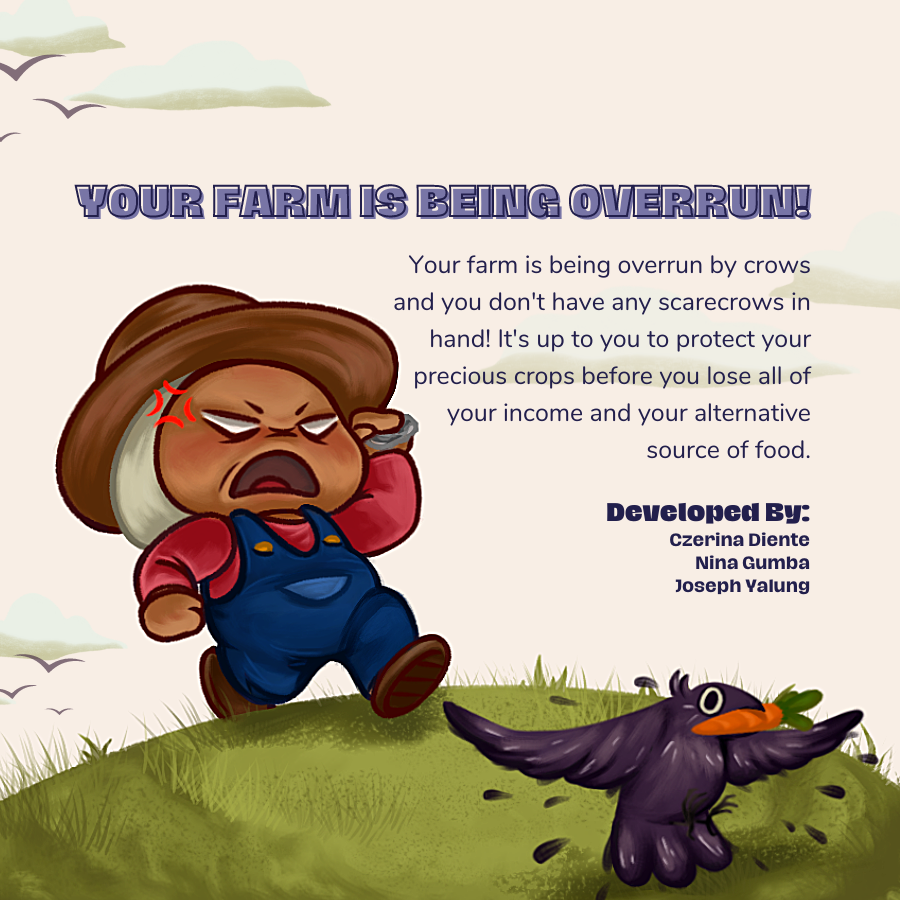 YOUR FARM IS BEING OVERRUN!
Your farm is being overrun by crows
and you don't have any scarecrows in
hand! It's up to you to protect your
precious crops before you lose all of
your income and your alternative
source of food.
Developed By:
Czerina Diente
Nina Gumba
Joseph Yalung